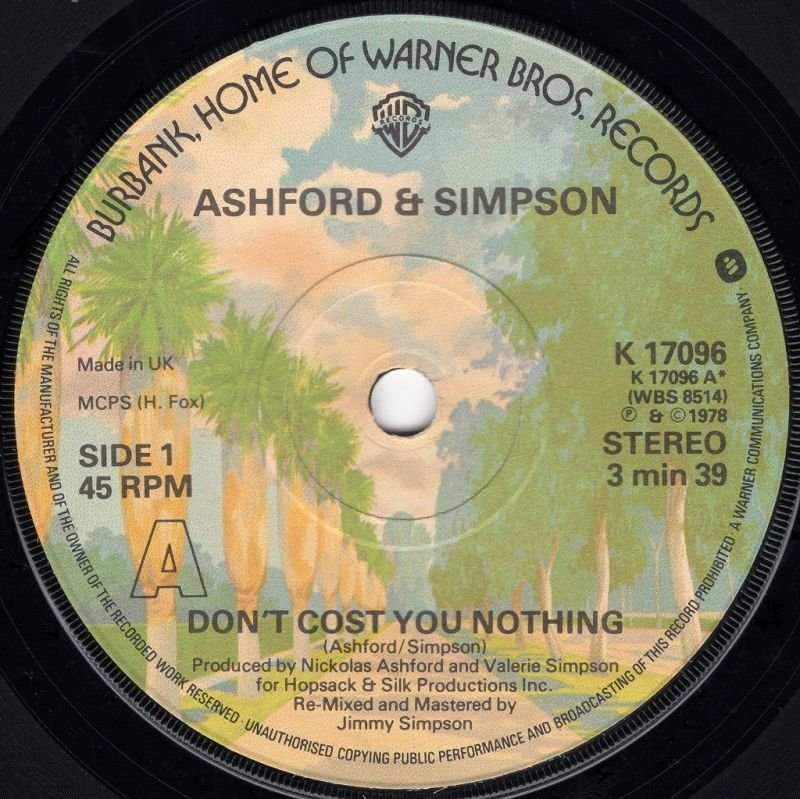 BURBANK, HOME OF WARNER BROS. RECORDS
WB
RECORDS
ASHFORD & SIMPSON
Made in UK
MCPS (H. Fox)
SIDE 1
45 RPM
A
K 17096
K 17096 A*
(WBS 8514)
Ⓟ & © 1978
STEREO
3 min 39
DON'T COST YOU NOTHING
(Ashford/Simpson)
Produced by Nickolas Ashford and Valerie Simpson
for Hopsack & Silk Productions Inc.
Re-Mixed and Mastered by
Jimmy Simpson
ALL RIGHTS OF THE MANUFACTURER AND OF THE OWNER OF THE RECORDED WORK RESERVED · UNAUTHORISED COPYING PUBLIC PERFORMANCE AND BROADCASTING OF THIS RECORD PROHIBITED · A WARNER COMMUNICATIONS COMPANY.